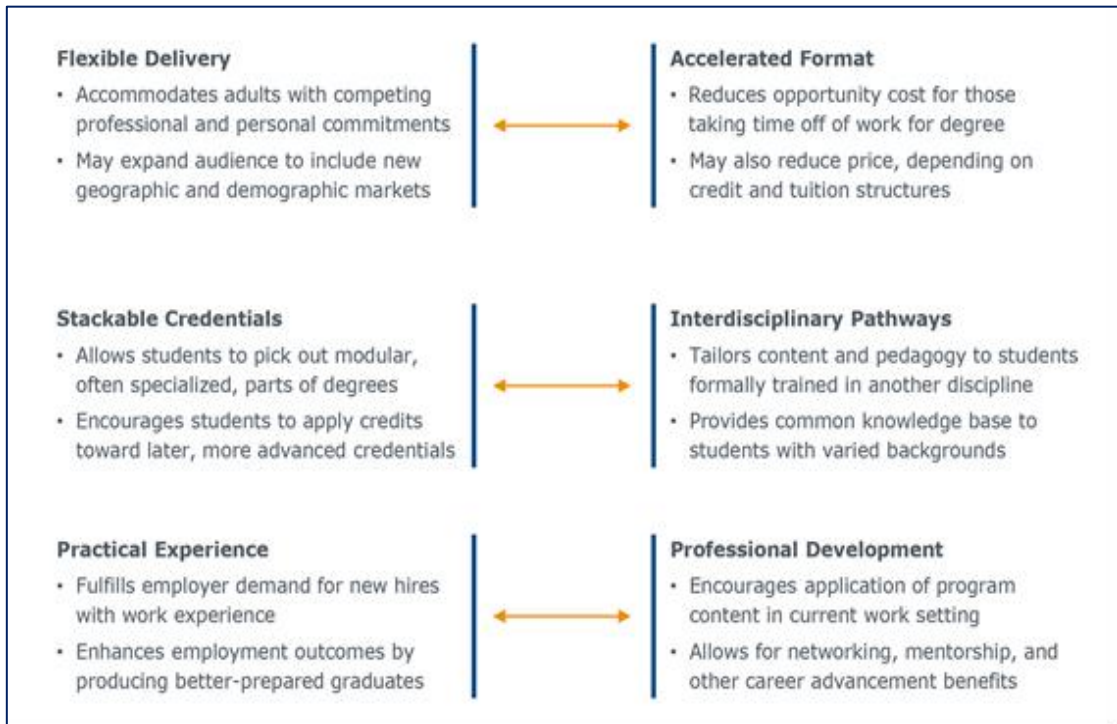 Flexible Delivery
• Accommodates adults with competing
professional and personal commitments
• May expand audience to include new
geographic and demographic markets
Accelerated Format
• Reduces opportunity cost for those
taking time off of work for degree
• May also reduce price, depending on
credit and tuition structures
Stackable Credentials
• Allows students to pick out modular,
often specialized, parts of degrees
• Encourages students to apply credits
toward later, more advanced credentials
Interdisciplinary Pathways
• Tailors content and pedagogy to students
formally trained in another discipline
• Provides common knowledge base to
students with varied backgrounds
Practical Experience
• Fulfills employer demand for new hires
with work experience
• Enhances employment outcomes by
producing better-prepared graduates
Professional Development
• Encourages application of program
content in current work setting
• Allows for networking, mentorship, and
other career advancement benefits